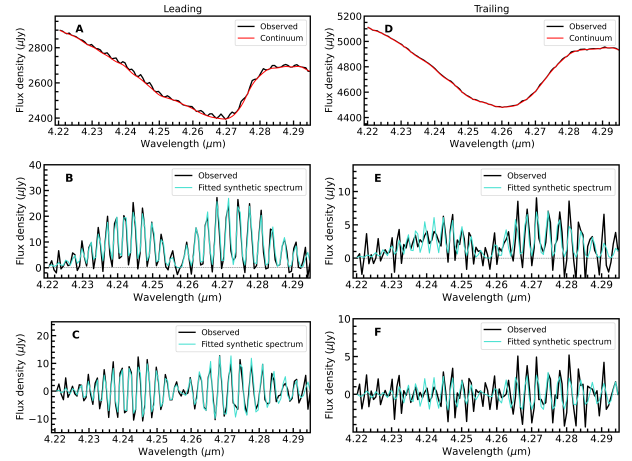 Leading
Trailing
A
Observed
Continuum
Flux density (μJy)
2800
2600
2400
4.22 4.23 4.24 4.25 4.26 4.27 4.28 4.29
Wavelength (μm)
D
Observed
Continuum
Flux density (μJy)
5200
5000
4800
4600
4400
4.20 4.21 4.22 4.23 4.24 4.25 4.26 4.27 4.28 4.29
Wavelength (μm)
B
Observed
Fitted synthetic spectrum
Flux density (μJy)
40
30
20
10
0
4.22 4.23 4.24 4.25 4.26 4.27 4.28 4.29
Wavelength (μm)
E
Observed
Fitted synthetic spectrum
Flux density (μJy)
10
5
0
4.22 4.23 4.24 4.25 4.26 4.27 4.28 4.29
Wavelength (μm)
C
Observed
Fitted synthetic spectrum
Flux density (μJy)
20
10
0
−10
4.22 4.23 4.24 4.25 4.26 4.27 4.28 4.29
Wavelength (μm)
F
Observed
Fitted synthetic spectrum
Flux density (μJy)
10
5
0
4.22 4.23 4.24 4.25 4.26 4.27 4.28 4.29
Wavelength (μm)